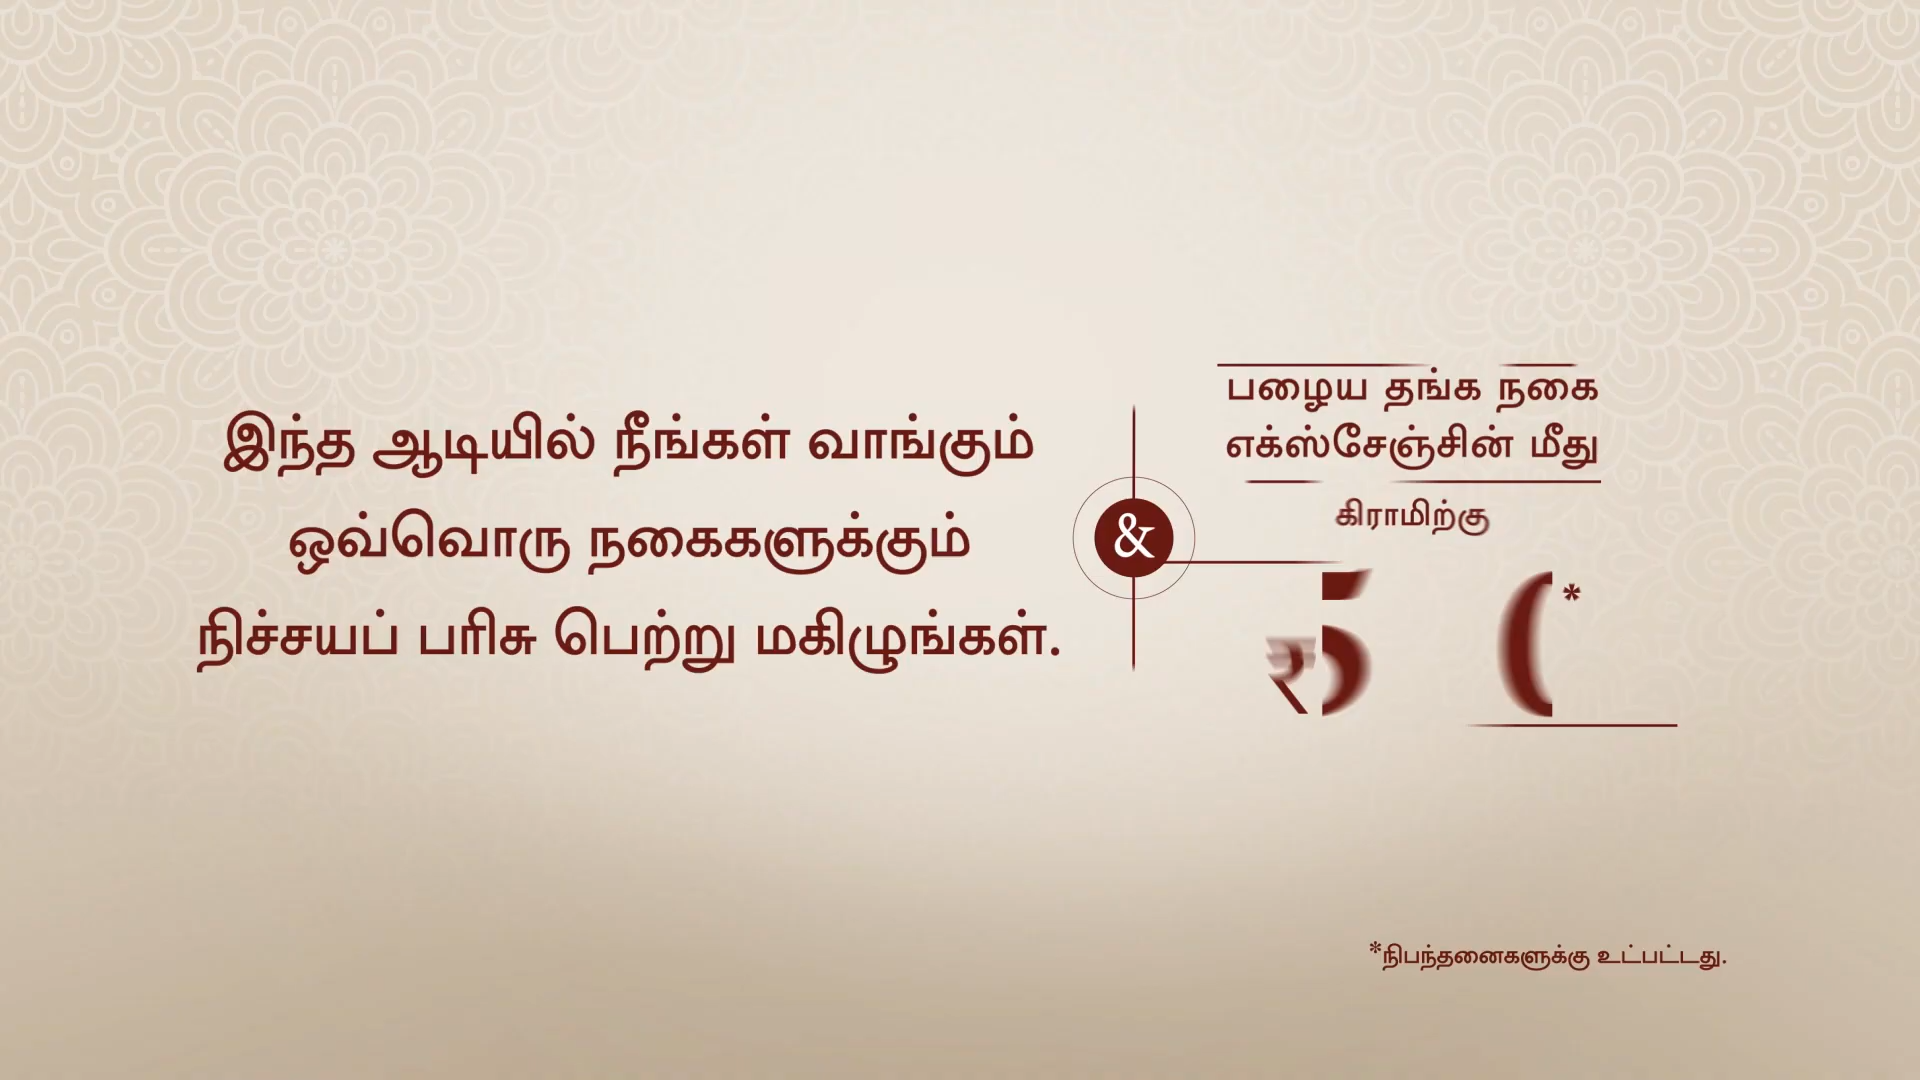 இந்த ஆடியில் நீங்கள் வாங்கும்
ஒவ்வொரு நகைகளுக்கும்
நிச்சயப் பரிசு பெற்று மகிழுங்கள்.
&
பழைய தங்க நகை
எக்ஸ்சேஞ்சின் மீது
கிராமிற்கு
*நிபந்தனைகளுக்கு உட்பட்டது.